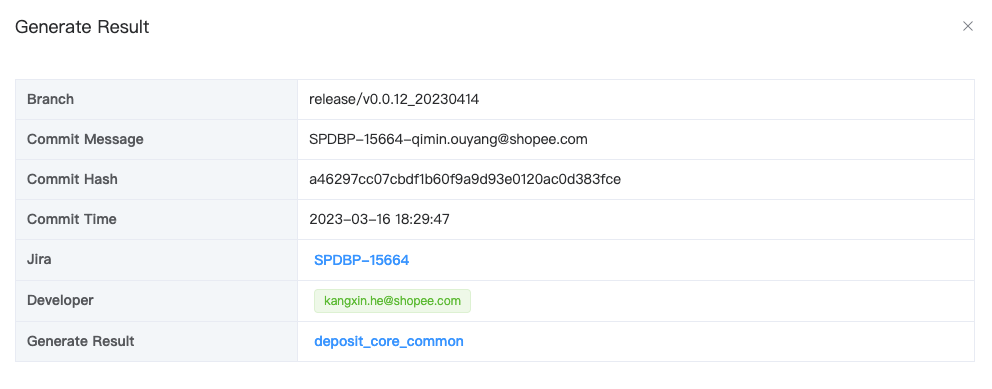 Generate Result
Branch release/v0.0.12_20230414
Commit Message SPDBP-15664-qimin.ouyang@shopee.com
Commit Hash a46297cc07cbdf1b60f9a9d93e0120ac0d383fce
Commit Time 2023-03-16 18:29:47
Jira SPDBP-15664
Developer kangxin.he@shopee.com
Generate Result deposit_core_common